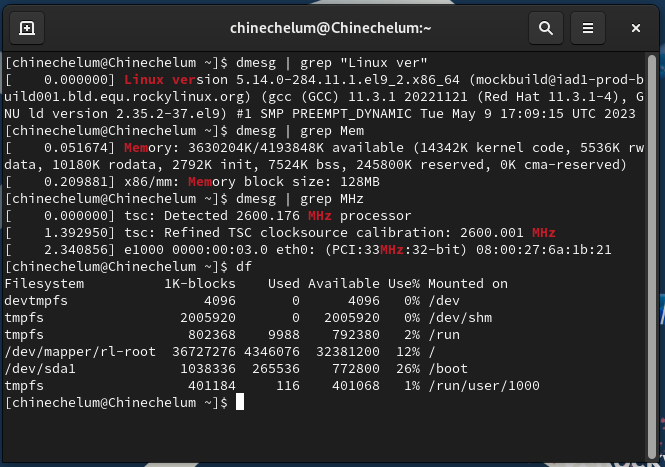 chinechelum@Chinechelum:~
[chinechelum@Chinechelum ~]$ dmesg | grep "Linux ver"
[    0.000000] Linux version 5.14.0-284.11.1.el9_2.x86_64 (mockbuild@iad1-prod-b
uild001.bld.equ.rockylinux.org) (gcc (GCC) 11.3.1 20221121 (Red Hat 11.3.1-4), G
NU ld version 2.35.2-37.el9) #1 SMP PREEMPT_DYNAMIC Tue May 9 17:09:15 UTC 2023
[chinechelum@Chinechelum ~]$ dmesg | grep Mem
[    0.051674] Memory: 3630204K/4193848K available (14342K kernel code, 5536K rw
data, 10180K rodata, 2792K init, 7524K bss, 245800K reserved, 0K cma-reserved)
[    0.209881] x86/mm: Memory block size: 128MB
[chinechelum@Chinechelum ~]$ dmesg | grep MHz
[    0.000000] tsc: Detected 2600.176 MHz processor
[    1.392950] tsc: Refined TSC clocksource calibration: 2600.001 MHz
[    2.340856] e1000 0000:00:03.0 eth0: (PCI:33MHz:32-bit) 08:00:27:6a:1b:21
[chinechelum@Chinechelum ~]$ df
Filesystem          1K-blocks    Used Available Use% Mounted on
devtmpfs                 4096       0      4096   0% /dev
tmpfs                 2005920       0   2005920   0% /dev/shm
tmpfs                  802368    9988    792380   2% /run
/dev/mapper/rl-root  36727276 4346076  32381200  12% /
/dev/sda1             1038336  265536    772800  26% /boot
tmpfs                  401184     116    401068   1% /run/user/1000
[chinechelum@Chinechelum ~]$